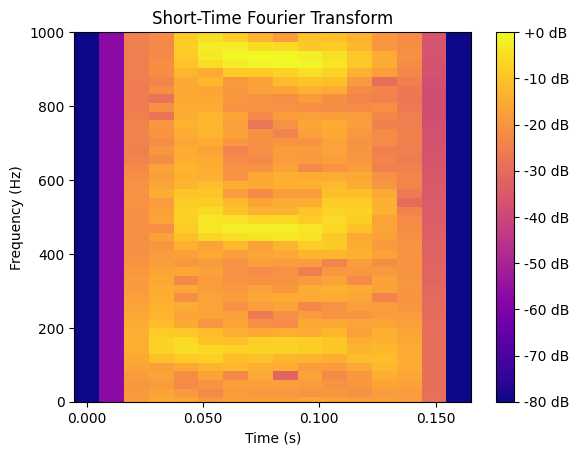 Short-Time Fourier Transform
Frequency (Hz)
1000
800
600
400
200
0
0.000
0.050
0.100
0.150
Time (s)
+0 dB
-10 dB
-20 dB
-30 dB
-40 dB
-50 dB
-60 dB
-70 dB
-80 dB